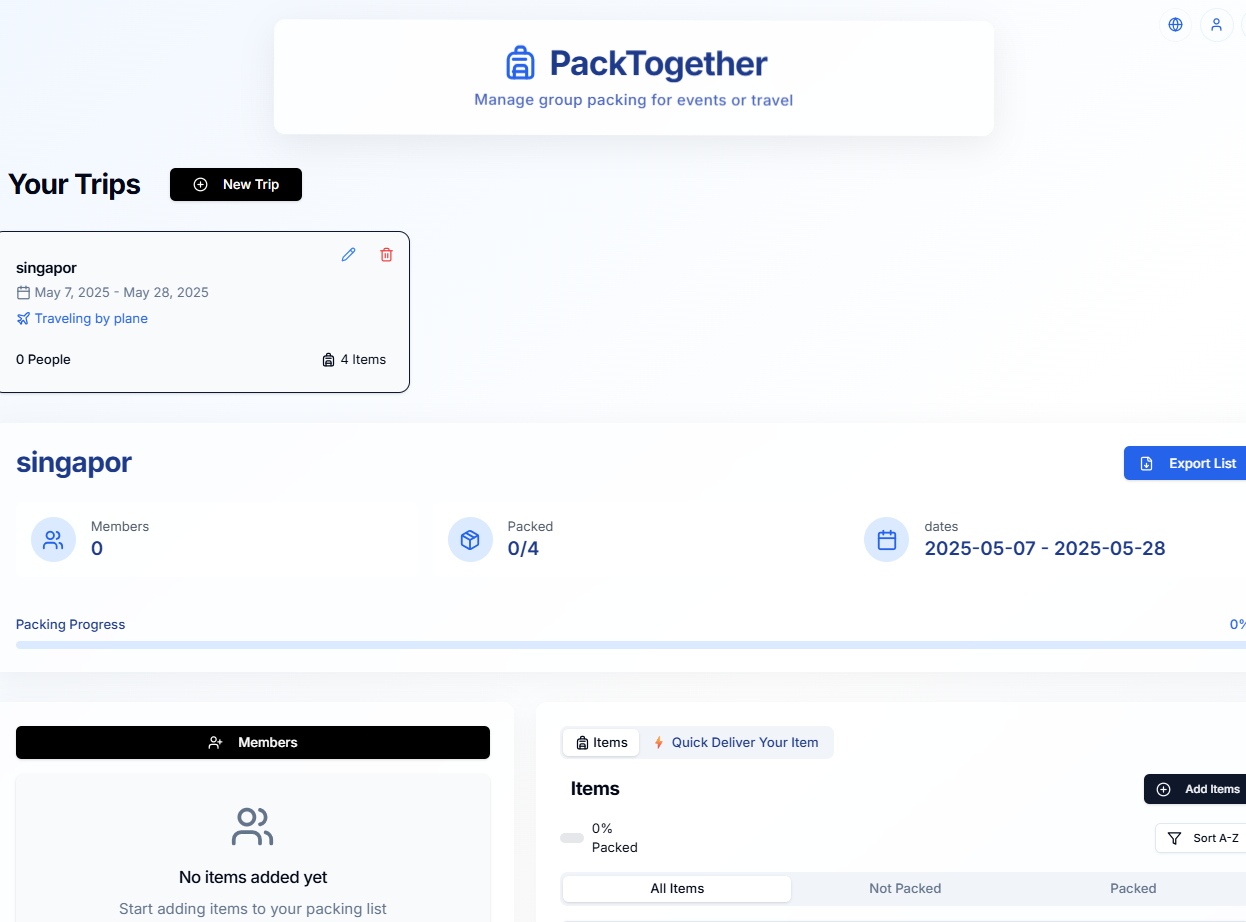 PackTogether
Manage group packing for events or travel
Your Trips
New Trip
singapor
May 7, 2025 - May 28, 2025
Traveling by plane
0 People
4 Items
singapor
Export List
Members
0
Packed
0/4
dates
2025-05-07 - 2025-05-28
Packing Progress
0%
Members
No items added yet
Start adding items to your packing list
Items
Quick Deliver Your Item
Items
Add Items
0%
Packed
Sort A-Z
All Items
Not Packed
Packed